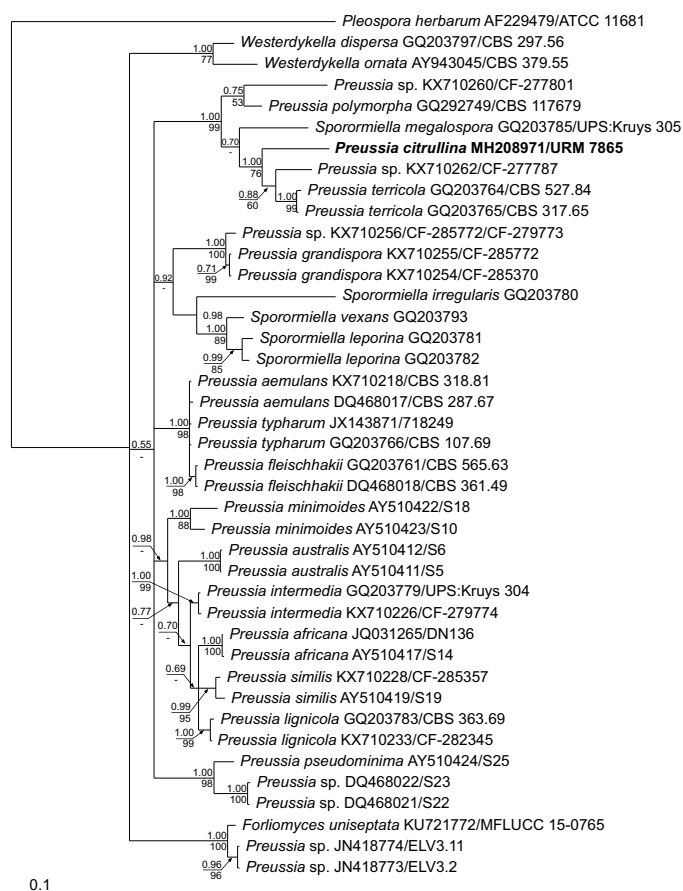 Pleospora herbarum AF229479/ATCC 11681
1.00
77
Westerdykella dispersa GQ203797/CBS 297.56
Westerdykella ornata AY943045/CBS 379.55
0.75
53
Preussia sp. KX710260/CF-277801
Preussia polymorpha GQ292749/CBS 117679
1.00
99
Sporormiella megalospora GQ203785/UPS:Kruys 305
0.70
-
Preussia citrullina MH208971/URM 7865
1.00
76
Preussia sp. KX710262/CF-277787
0.88
60
Preussia terricola GQ203764/CBS 527.84
1.00
99
Preussia terricola GQ203765/CBS 317.65
Preussia sp. KX710256/CF-285772/CF-279773
1.00
100
Preussia grandispora KX710255/CF-285772
0.71
99
Preussia grandispora KX710254/CF-285370
0.92
-
Sporormiella irregularis GQ203780
0.98
Sporormiella vexans GQ203793
1.00
89
Sporormiella leporina GQ203781
0.99
85
Sporormiella leporina GQ203782
Preussia aemulans KX710218/CBS 318.81
Preussia aemulans DQ468017/CBS 287.67
1.00
98
Preussia typharum JX143871/718249
Preussia typharum GQ203766/CBS 107.69
0.55
-
Preussia fleischhakii GQ203761/CBS 565.63
1.00
98
Preussia fleischhakii DQ468018/CBS 361.49
1.00
88
Preussia minimoides AY510422/S18
Preussia minimoides AY510423/S10
0.98
-
Preussia australis AY510412/S6
1.00
100
Preussia australis AY510411/S5
1.00
99
Preussia intermedia GQ203779/UPS:Kruys 304
Preussia intermedia KX710226/CF-279774
0.77
-
0.70
-
Preussia africana JQ031265/DN136
1.00
100
Preussia africana AY510417/S14
0.69
-
Preussia similis KX710228/CF-285357
0.99
95
Preussia similis AY510419/S19
Preussia lignicola GQ203783/CBS 363.69
1.00
99
Preussia lignicola KX710233/CF-282345
Preussia pseudominima AY510424/S25
1.00
98
Preussia sp. DQ468022/S23
1.00
100
Preussia sp. DQ468021/S22
Forliomyces uniseptata KU721772/MFLUCC 15-0765
1.00
100
Preussia sp. JN418774/ELV3.11
0.96
96
Preussia sp. JN418773/ELV3.2
0.1